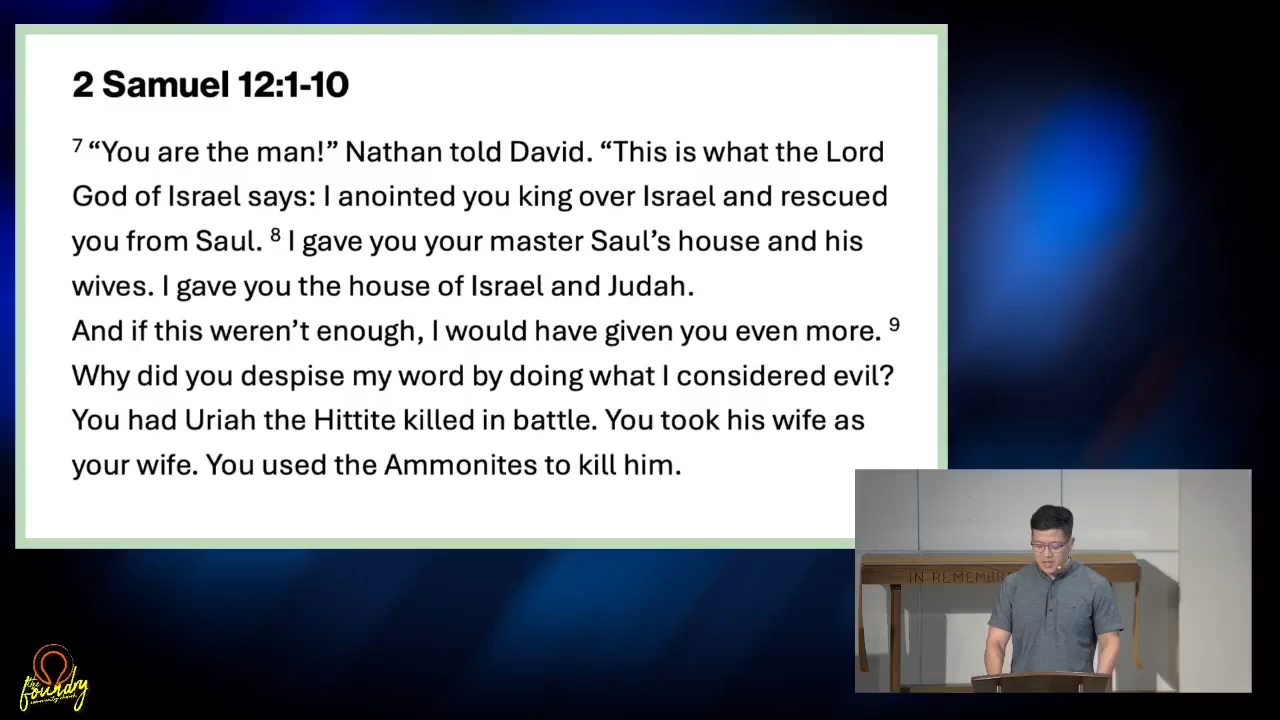 2 Samuel 12:1-10
7 “You are the man!” Nathan told David. “This is what the Lord
God of Israel says: I anointed you king over Israel and rescued
you from Saul. 8 I gave you your master Saul’s house and his
wives. I gave you the house of Israel and Judah.
And if this weren’t enough, I would have given you even more. 9
Why did you despise my word by doing what I considered evil?
You had Uriah the Hittite killed in battle. You took his wife as
your wife. You used the Ammonites to kill him.
IN REMEMBR
the
foundry
community church